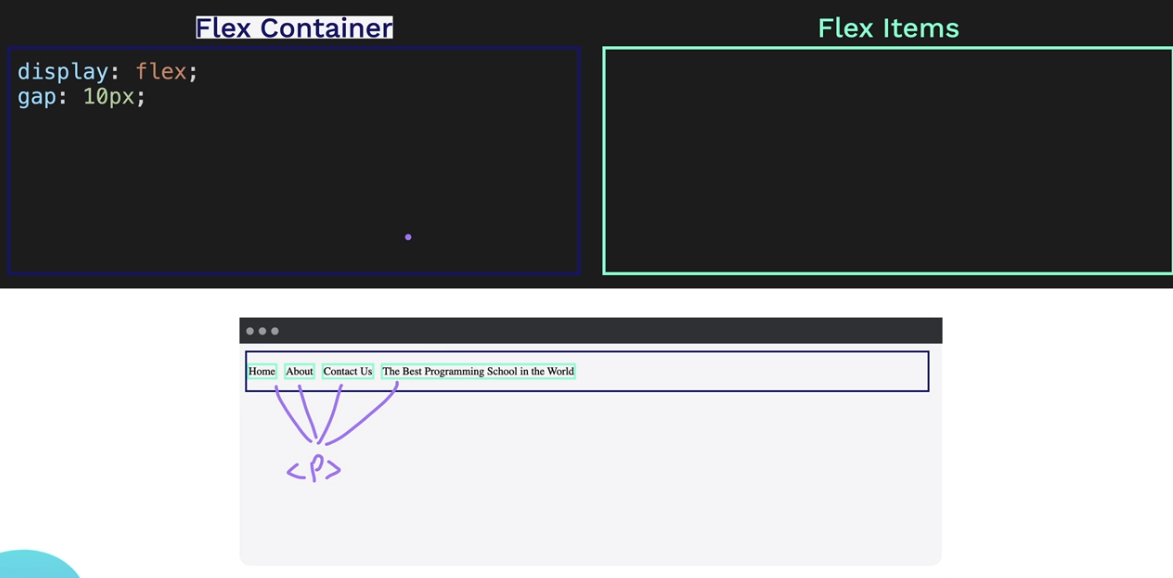 Flex Container
Flex Items
display: flex;
gap: 10px;
Home About Contact Us The Best Programming School in the World
<P>